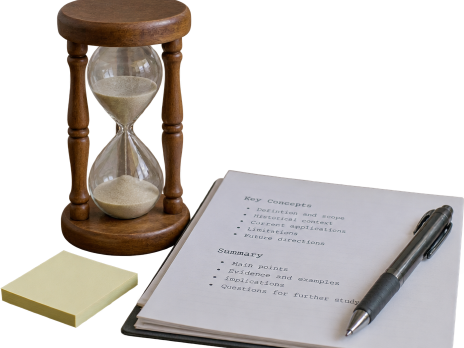 Key Concepts
• Definition and scope
• Historical context
• Current applications
• Limitations
• Future directions
Summary
• Main points
• Evidence and examples
implications
• Questions for further study